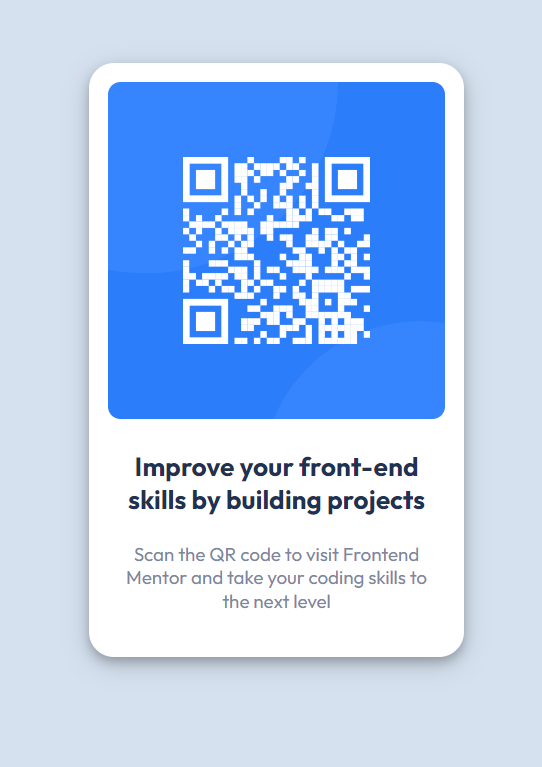 Improve your front-end
skills by building projects
Scan the QR code to visit Frontend
Mentor and take your coding skills to
the next level